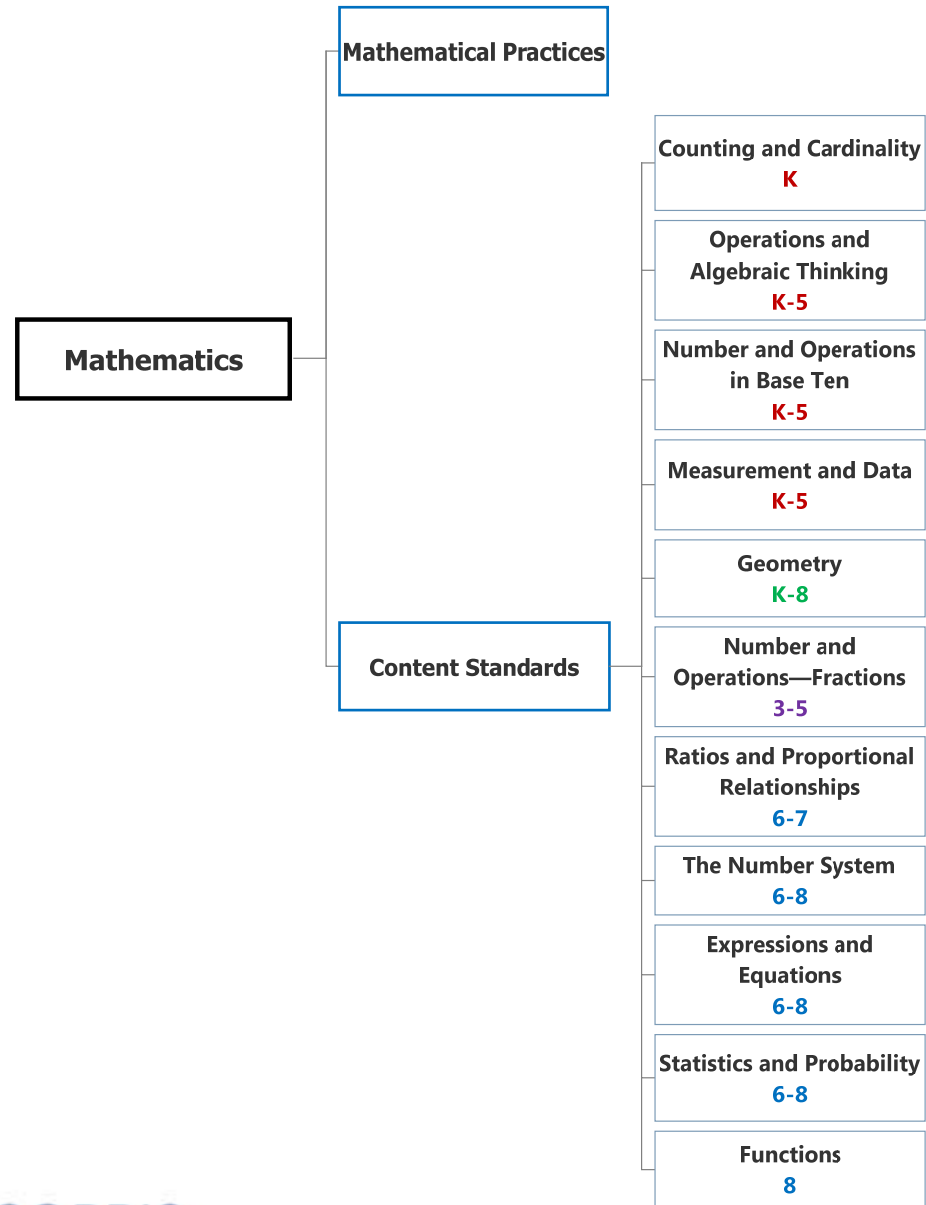 Mathematical Practices
Counting and Cardinality
K
Operations and
Algebraic Thinking
K-5
Number and Operations
in Base Ten
K-5
Mathematics
Measurement and Data
K-5
Geometry
K-8
Content Standards
Number and
Operations—Fractions
3-5
Ratios and Proportional
Relationships
6-7
The Number System
6-8
Expressions and
Equations
6-8
Statistics and Probability
6-8
Functions
8